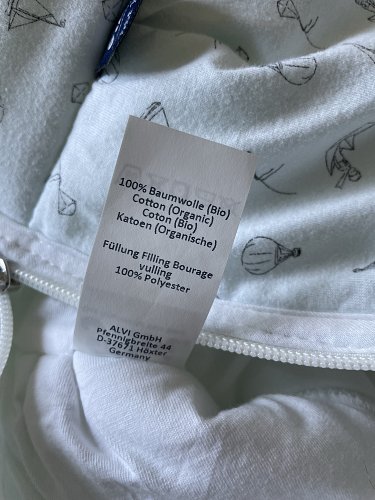 100% Baumwolle (Bio)
Cotton (Organic)
Coton (Bio)
Katoen (Organische)
Füllung Filling Bourage
vulling
100% Polyester
ALVI GmbH
Pfennigbreite 44
D-37671 Höxter
Germany